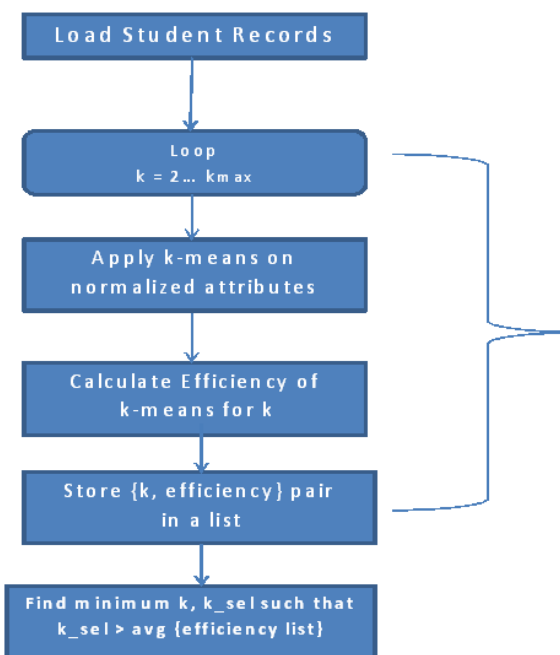 Load Student Records
Loop
k = 2... kmax
Apply k-means on
normalized attributes
Calculate Efficiency of
k-means for k
Store {k, efficiency} pair
in a list
Find minimum k, k_sel such that
k_sel > avg {efficiency list}